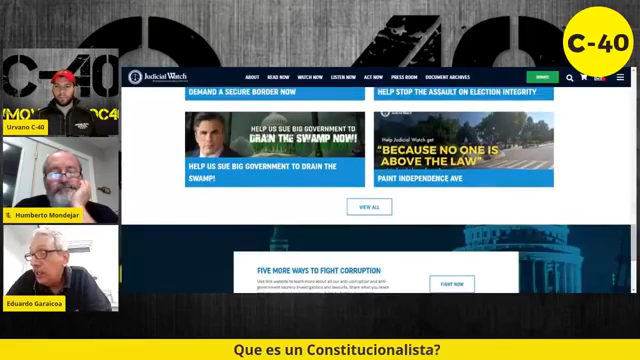 C-40
C-40
Urvano C-40
Humberto Mondejar
Eduardo Garaicoa
Judicial Watch
ABOUT READ NOW WATCH NOW LISTEN NOW ACT NOW PRESS ROOM DOCUMENT ARCHIVES
DONATE
DEMAND A SECURE BORDER NOW
HELP STOP THE ASSAULT ON ELECTION INTEGRITY
HELP US SUE BIG GOVERNMENT TO
DRAIN THE SWAMP NOW!
HELP US SUE BIG GOVERNMENT TO DRAIN THE
SWAMP!
Help Judicial Watch get
"BECAUSE NO ONE IS
ABOVE THE LAW"
PAINT INDEPENDENCE AVE
VIEW ALL
FIVE MORE WAYS TO FIGHT CORRUPTION
FIGHT NOW
Que es un Constitucionalista?